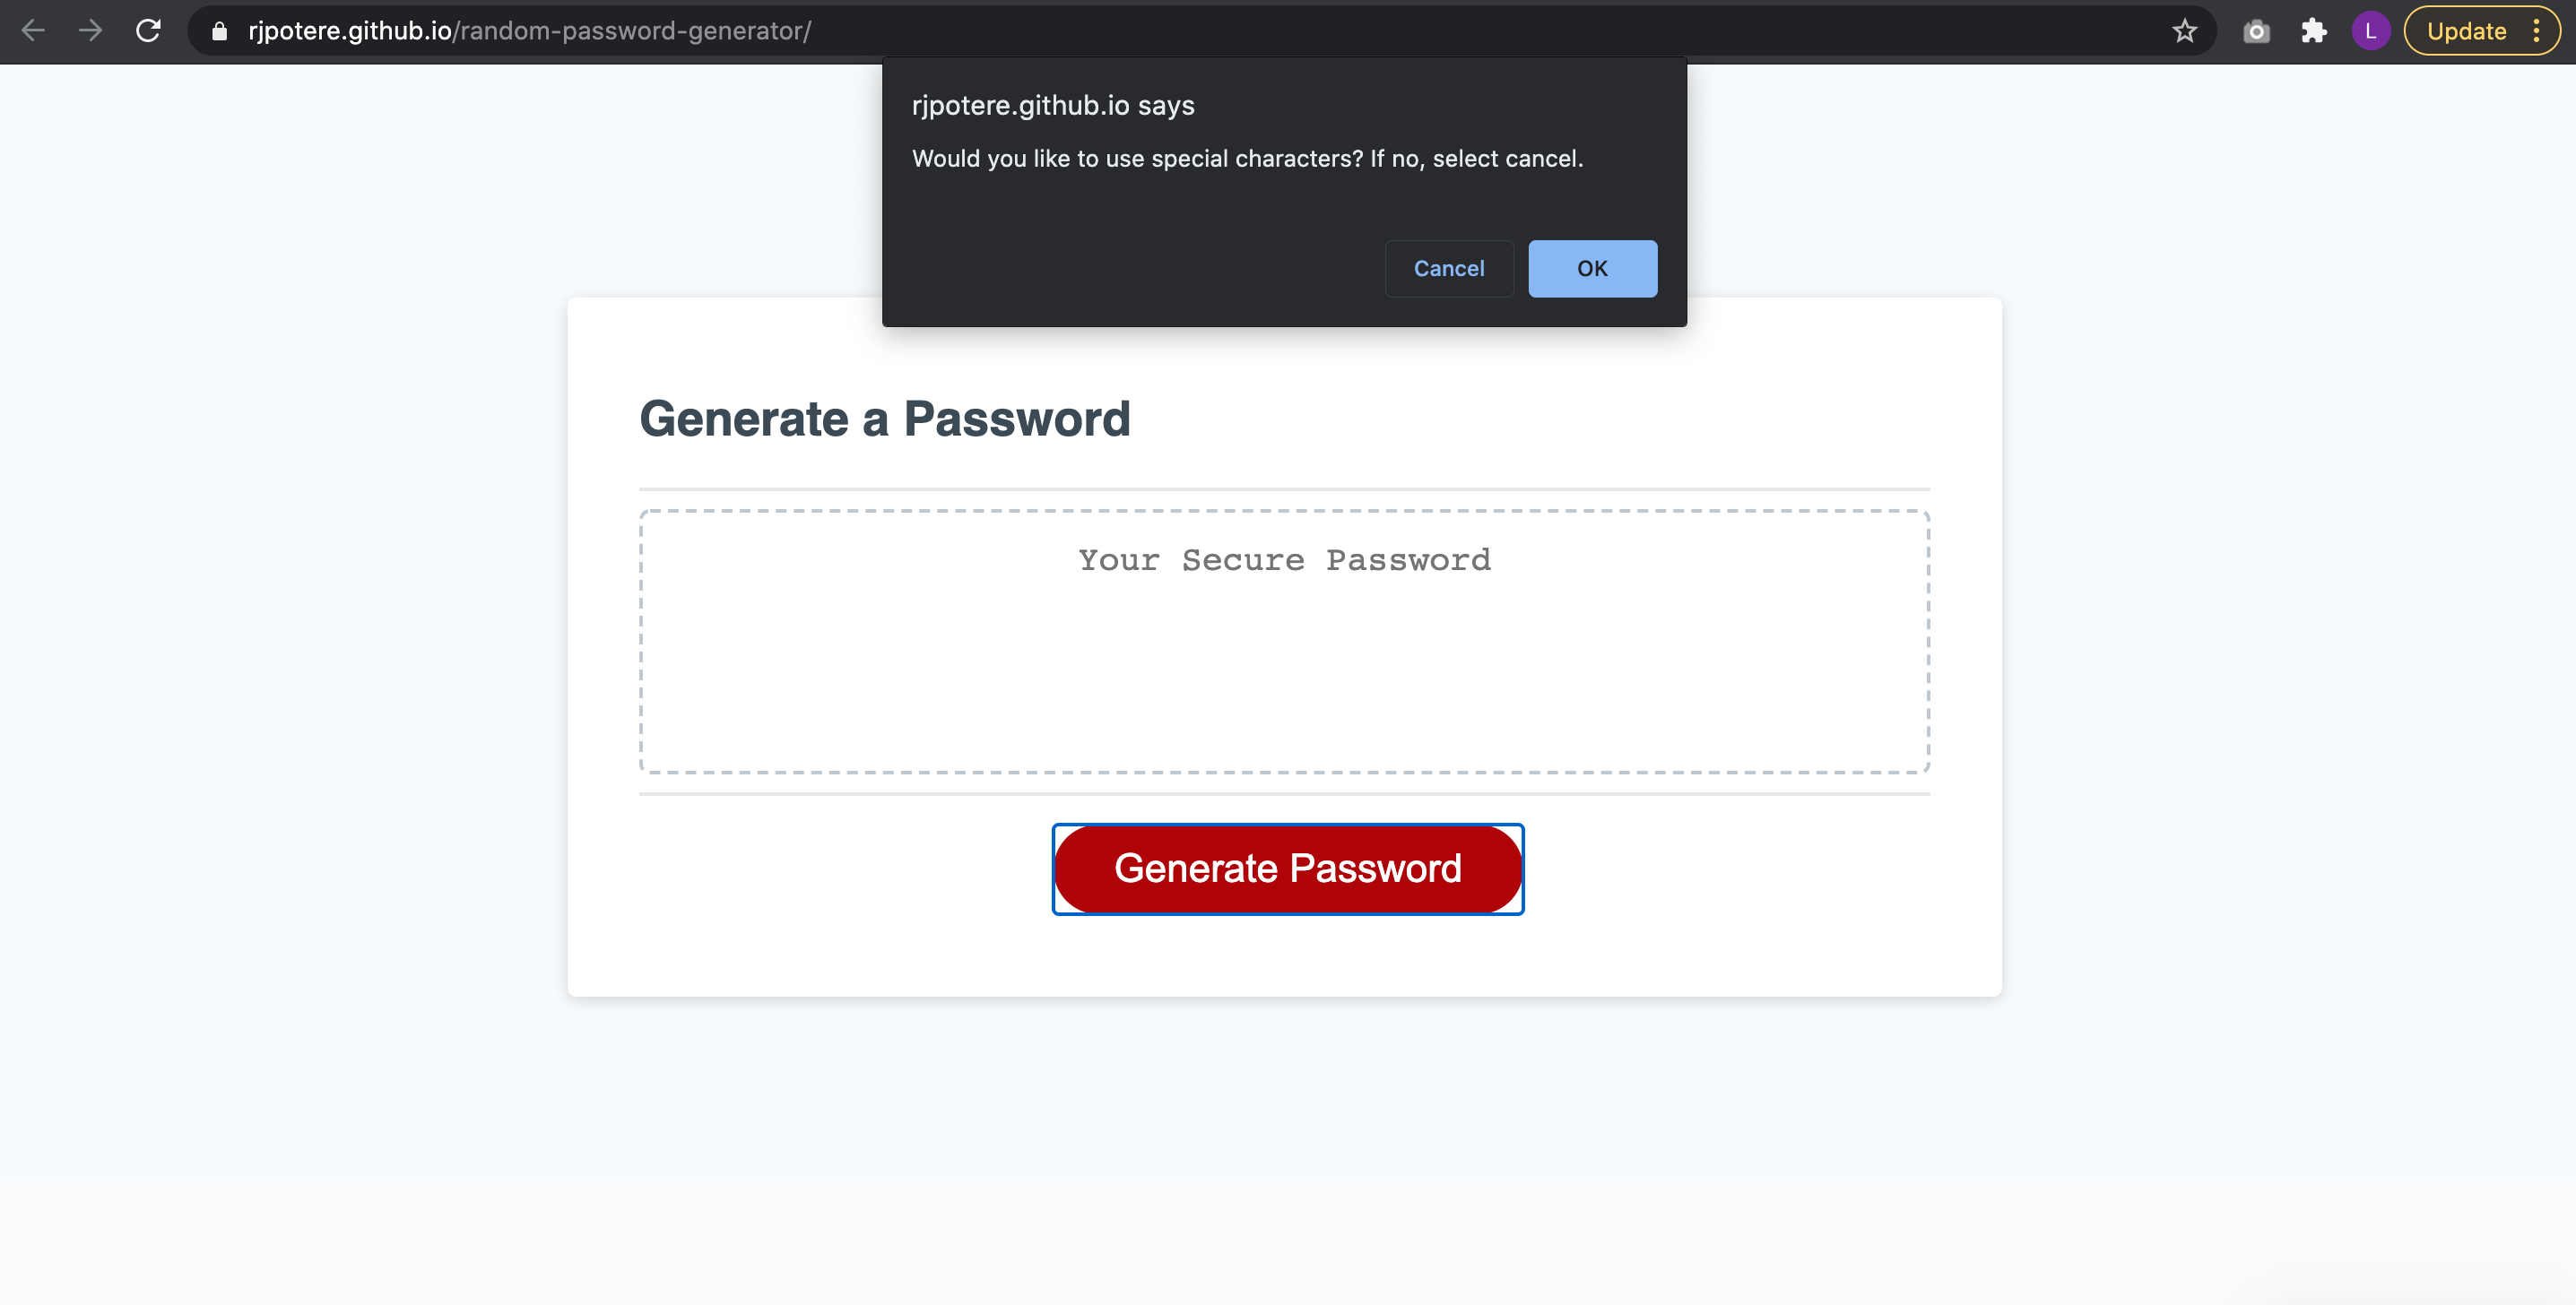 rjpotere.github.io/random-password-generator/
L
Update
rjpotere.github.io says
Would you like to use special characters? If no, select cancel.
Cancel
OK
Generate a Password
Your Secure Password
Generate Password